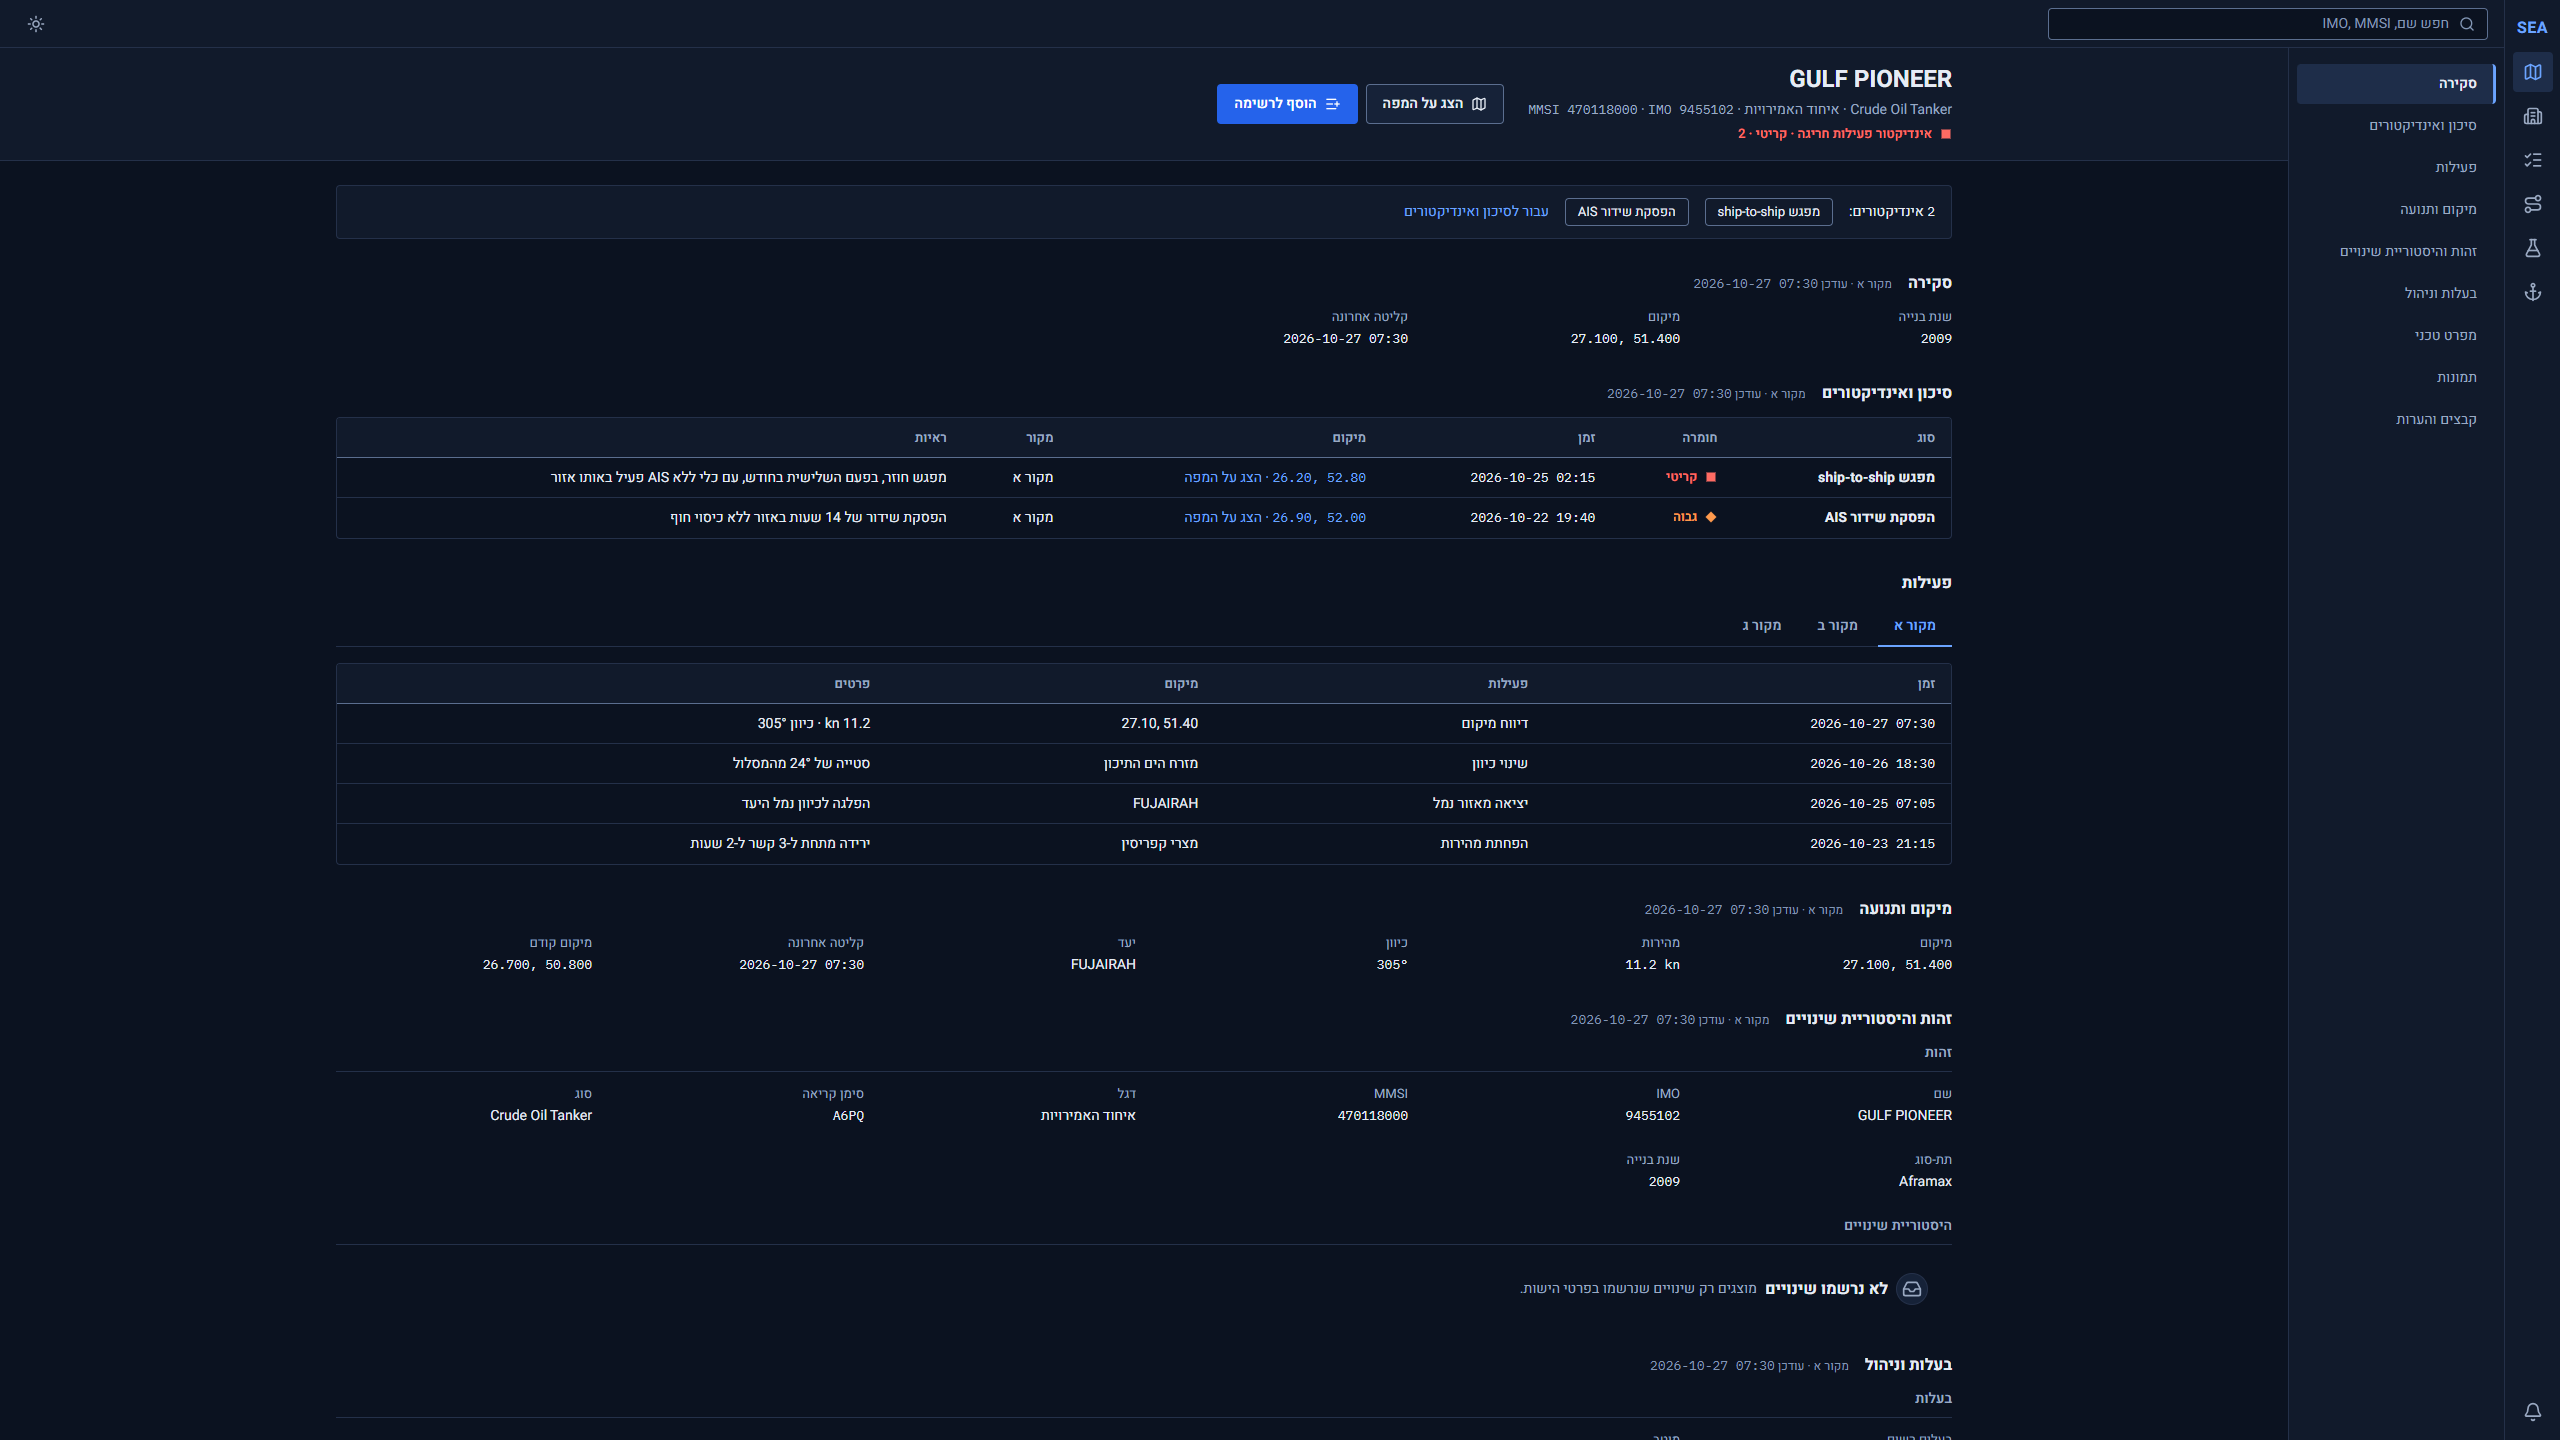 SEA
חפש שם, IMO, MMSI
סקירה
סיכון ואינדיקטורים
פעילות
מיקום ותנועה
זהות והיסטוריית שינויים
בעלות וניהול
מפרט טכני
תמונות
קבצים והערות
GULF PIONEER
Crude Oil Tanker · איחוד האמירויות · IMO 9455102 · MMSI 470118000
אינדיקטור פעילות חריגה · קריטי · 2
הצג על המפה
הוסף לרשימה
2 אינדיקטורים: מפגש ship-to-ship הפסקת שידור AIS עבור לסיכון ואינדיקטורים
סקירה מקור א · עודכן 2026-10-27 07:30
שנת בנייה מיקום קליטה אחרונה
2009 27.100, 51.400 2026-10-27 07:30
סיכון ואינדיקטורים מקור א · עודכן 2026-10-27 07:30
סוג חומרה זמן מיקום מקור ראיות
מפגש ship-to-ship קריטי 2026-10-25 02:15 26.20, 52.80 · הצג על המפה מקור א מפגש חוזר, בפעם השלישית בחודש, עם כלי ללא AIS פעיל באותו אזור
הפסקת שידור AIS גבוה 2026-10-22 19:40 26.90, 52.00 · הצג על המפה מקור א הפסקת שידור של 14 שעות באזור ללא כיסוי חוף
פעילות
מקור א מקור ב מקור ג
זמן פעילות מיקום פרטים
2026-10-27 07:30 דיווח מיקום 27.10, 51.40 11.2 kn · כיוון 305°
2026-10-26 18:30 שינוי כיוון מזרח הים התיכון סטייה של 24° מהמסלול
2026-10-25 07:05 יציאה מאזור נמל FUJAIRAH הפלגה לכיוון נמל היעד
2026-10-23 21:15 הפחתת מהירות מצרי קפריסין ירידה מתחת ל-3 קשר ל-2 שעות
מיקום ותנועה מקור א · עודכן 2026-10-27 07:30
מיקום מהירות כיוון יעד קליטה אחרונה מיקום קודם
27.100, 51.400 11.2 kn 305° FUJAIRAH 2026-10-27 07:30 26.700, 50.800
זהות והיסטוריית שינויים מקור א · עודכן 2026-10-27 07:30
זהות
שם IMO MMSI דגל סימן קריאה סוג
GULF PIONEER 9455102 470118000 איחוד האמירויות A6PQ Crude Oil Tanker
תת-סוג שנת בנייה
Aframax 2009
היסטוריית שינויים
לא נרשמו שינויים מוצגים רק שינויים שנרשמו בפרטי הישות.
בעלות וניהול מקור א · עודכן 2026-10-27 07:30
בעלות